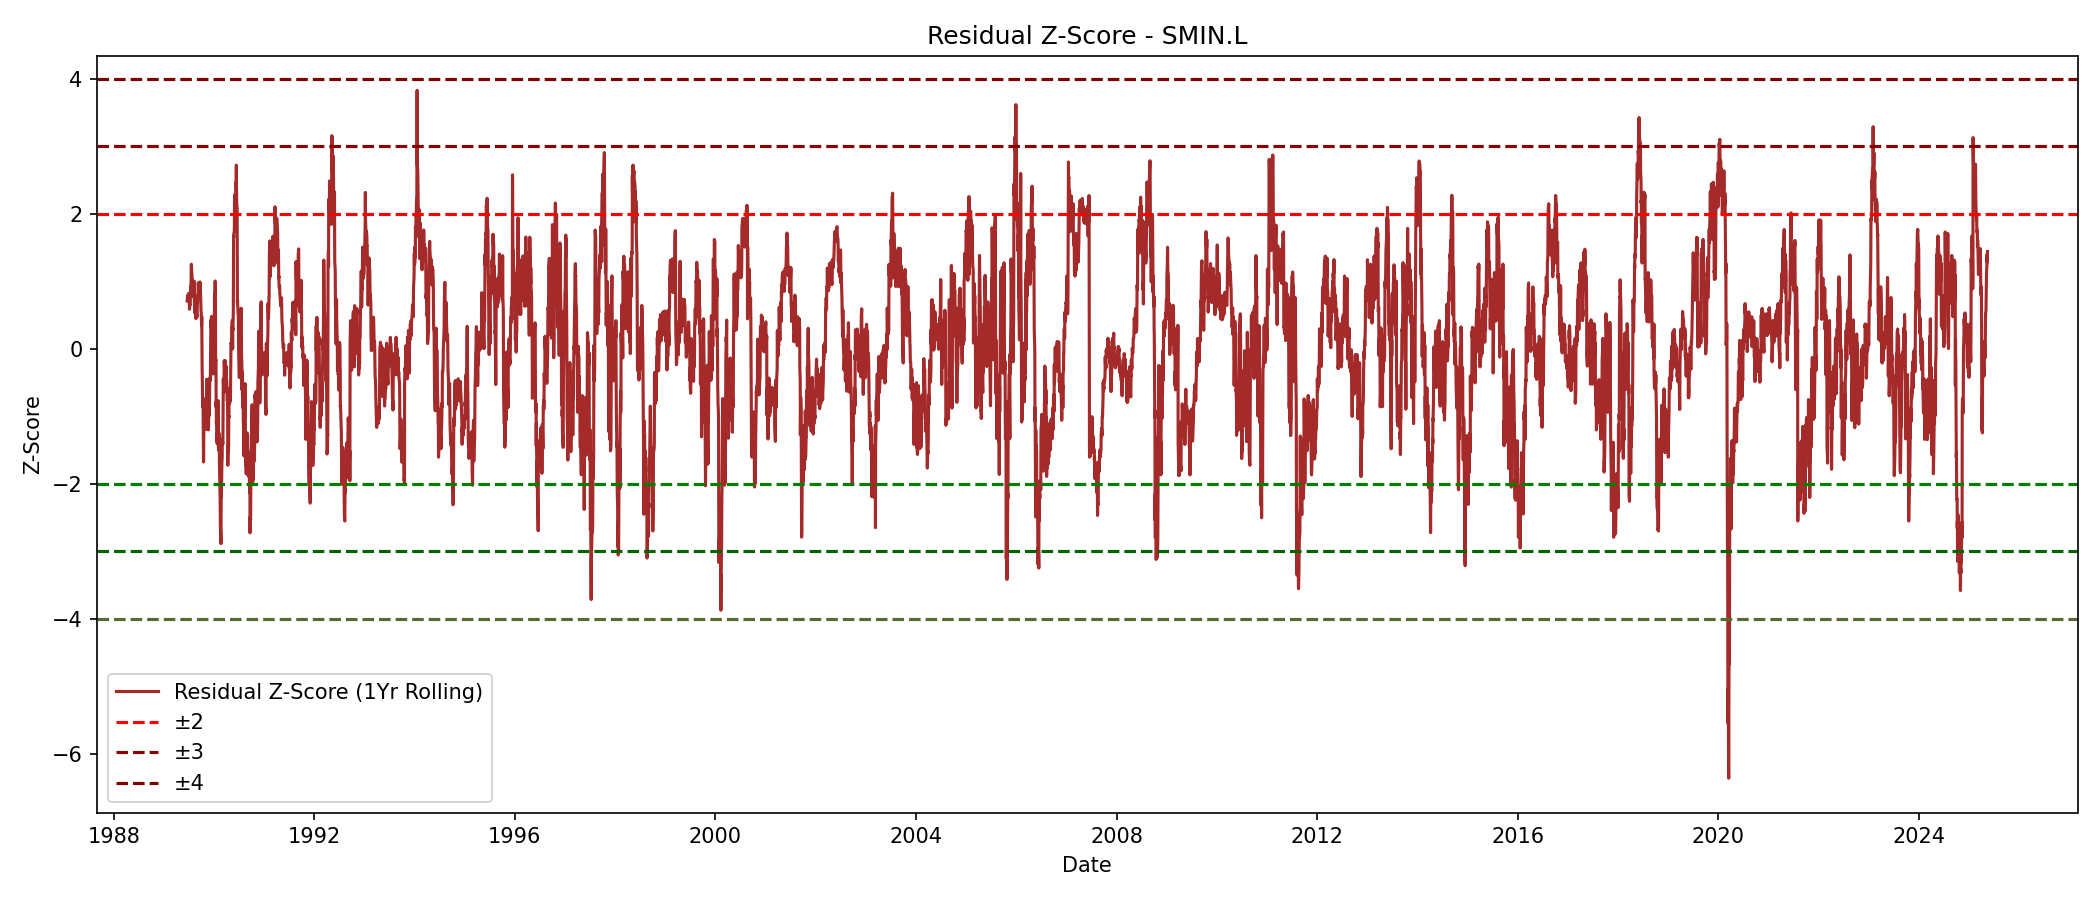 Residual Z-Score - SMIN.L
4
2
0
−2
−4
−6
Z-Score
Residual Z-Score (1Yr Rolling)
±2
±3
±4
1988 1992 1996 2000 2004 2008 2012 2016 2020 2024
Date